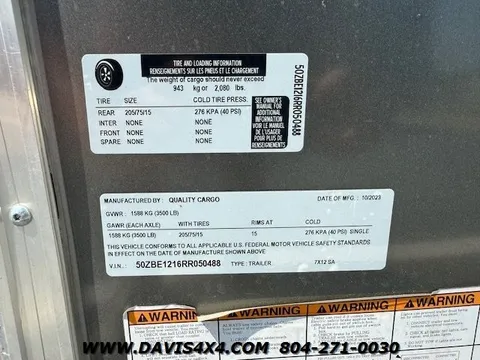 TIRE AND LOADING INFORMATION
RENSEIGNEMENTS SUR LES PNEUS ET LE CHARGEMENT
The weight of cargo should never exceed
943 kg or 2,080 lbs.
TIRE SIZE COLD TIRE PRESS.
REAR 205/75/15 276 KPA (40 PSI)
INTER NONE NONE
FRONT NONE NONE
SPARE NONE NONE
SEE OWNER'S
MANUAL FOR
ADDITIONAL
INFORMATION
VOIR LE MANUEL
DE L'USAGER
POUR PLUS DE
RENSEIGNEMENTS
50ZBE1216RR050488
MANUFACTURED BY : QUALITY CARGO DATE OF MFG. :10/2023
GVWR : 1588 KG (3500 LB)
GAWR (EACH AXLE) WITH TIRES RIMS AT COLD
1588 KG (3500 LB) 205/75/15 15 276 KPA (40 PSI) SINGLE
THIS VEHICLE CONFORMS TO ALL APPLICABLE U.S. FEDERAL MOTOR VEHICLE SAFETY STANDARDS
IN EFFECT ON THE DATE OF MANUFACTURE SHOWN ABOVE
V.I.N. : 50ZBE1216RR050488 TYPE : TRAILER 7X12 SA
WARNING WARNING WARNING WARNING
WWW.DAVIS4X4.COM 804-271-0030